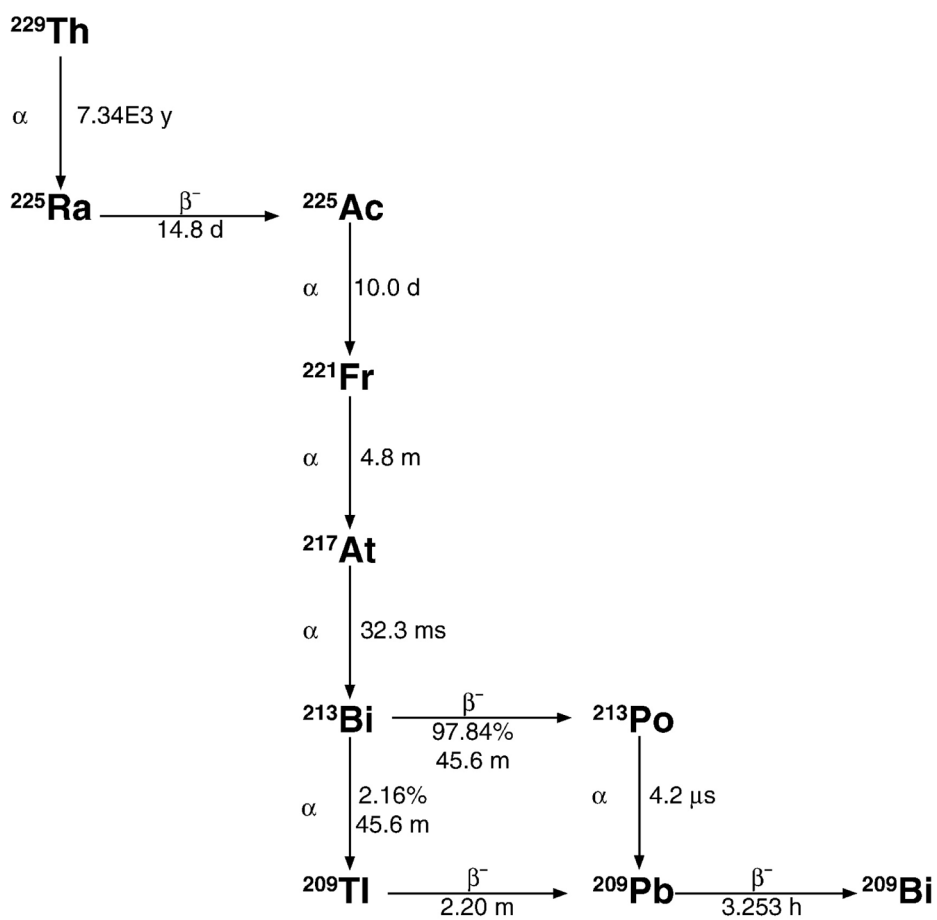 ²²⁹Th
α 7.34E3 y
²²⁵Ra β⁻ ²²⁵Ac
14.8 d
α 10.0 d
²²¹Fr
α 4.8 m
²¹⁷At
α 32.3 ms
²¹³Bi β⁻ ²¹³Po
97.84%
45.6 m
α 2.16%
45.6 m
α 4.2 μs
²⁰⁹Tl β⁻ ²⁰⁹Pb β⁻ ²⁰⁹Bi
2.20 m 3.253 h